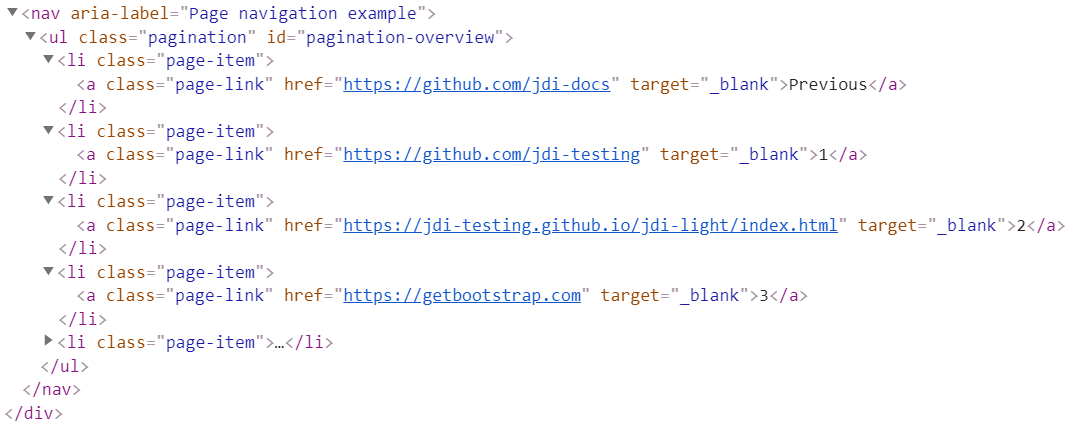 ▼<nav aria-label="Page navigation example">
▼<ul class="pagination" id="pagination-overview">
▼<li class="page-item">
<a class="page-link" href="https://github.com/jdi-docs" target="_blank">Previous</a>
</li>
▼<li class="page-item">
<a class="page-link" href="https://github.com/jdi-testing" target="_blank">1</a>
</li>
▼<li class="page-item">
<a class="page-link" href="https://jdi-testing.github.io/jdi-light/index.html" target="_blank">2</a>
</li>
▼<li class="page-item">
<a class="page-link" href="https://getbootstrap.com" target="_blank">3</a>
</li>
▶<li class="page-item">…</li>
</ul>
</nav>
</div>